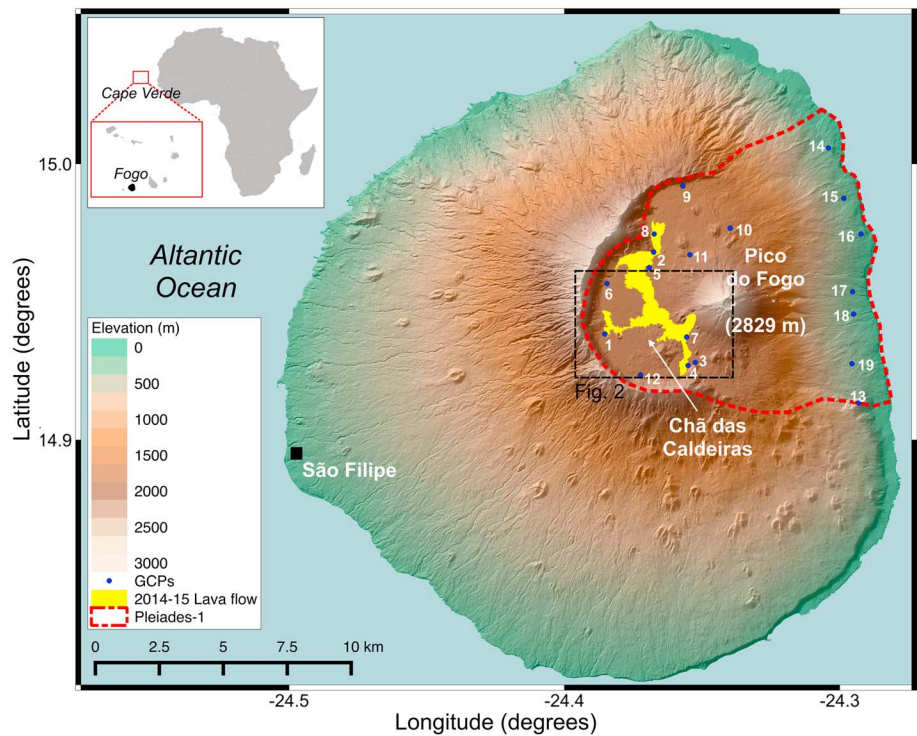 Cape Verde
Fogo
Altantic
Ocean
Elevation (m)
0
500
1000
1500
2000
2500
3000
GCPs
2014-15 Lava flow
Pleiades-1
0 2.5 5 7.5 10 km
São Filipe
Pico
do Fogo
(2829 m)
Chã das
Caldeiras
Fig. 2
1
2
3
4
5
6
7
8
9
10
11
12
13
14
15
16
17
18
19
15.0
14.9
Latitude (degrees)
-24.5 -24.4 -24.3
Longitude (degrees)